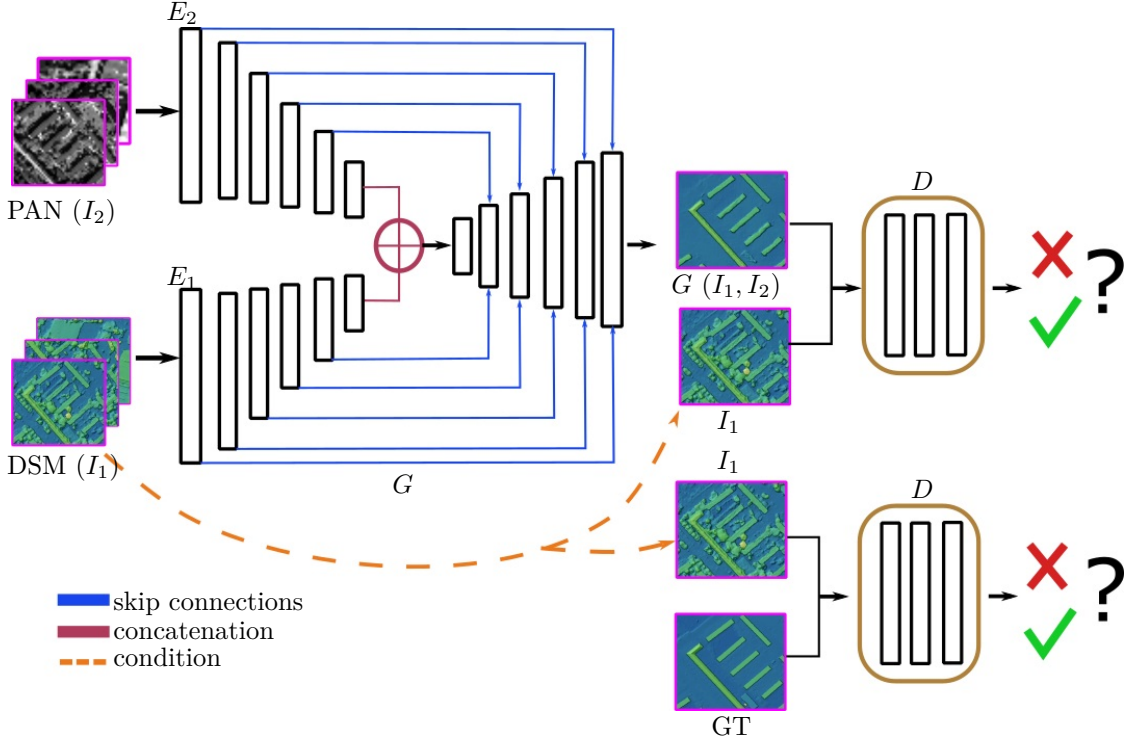 E₂
PAN (I₂)
E₁
DSM (I₁)
G
G (I₁, I₂)
I₁
D
?
I₁
D
?
GT
skip connections
concatenation
condition